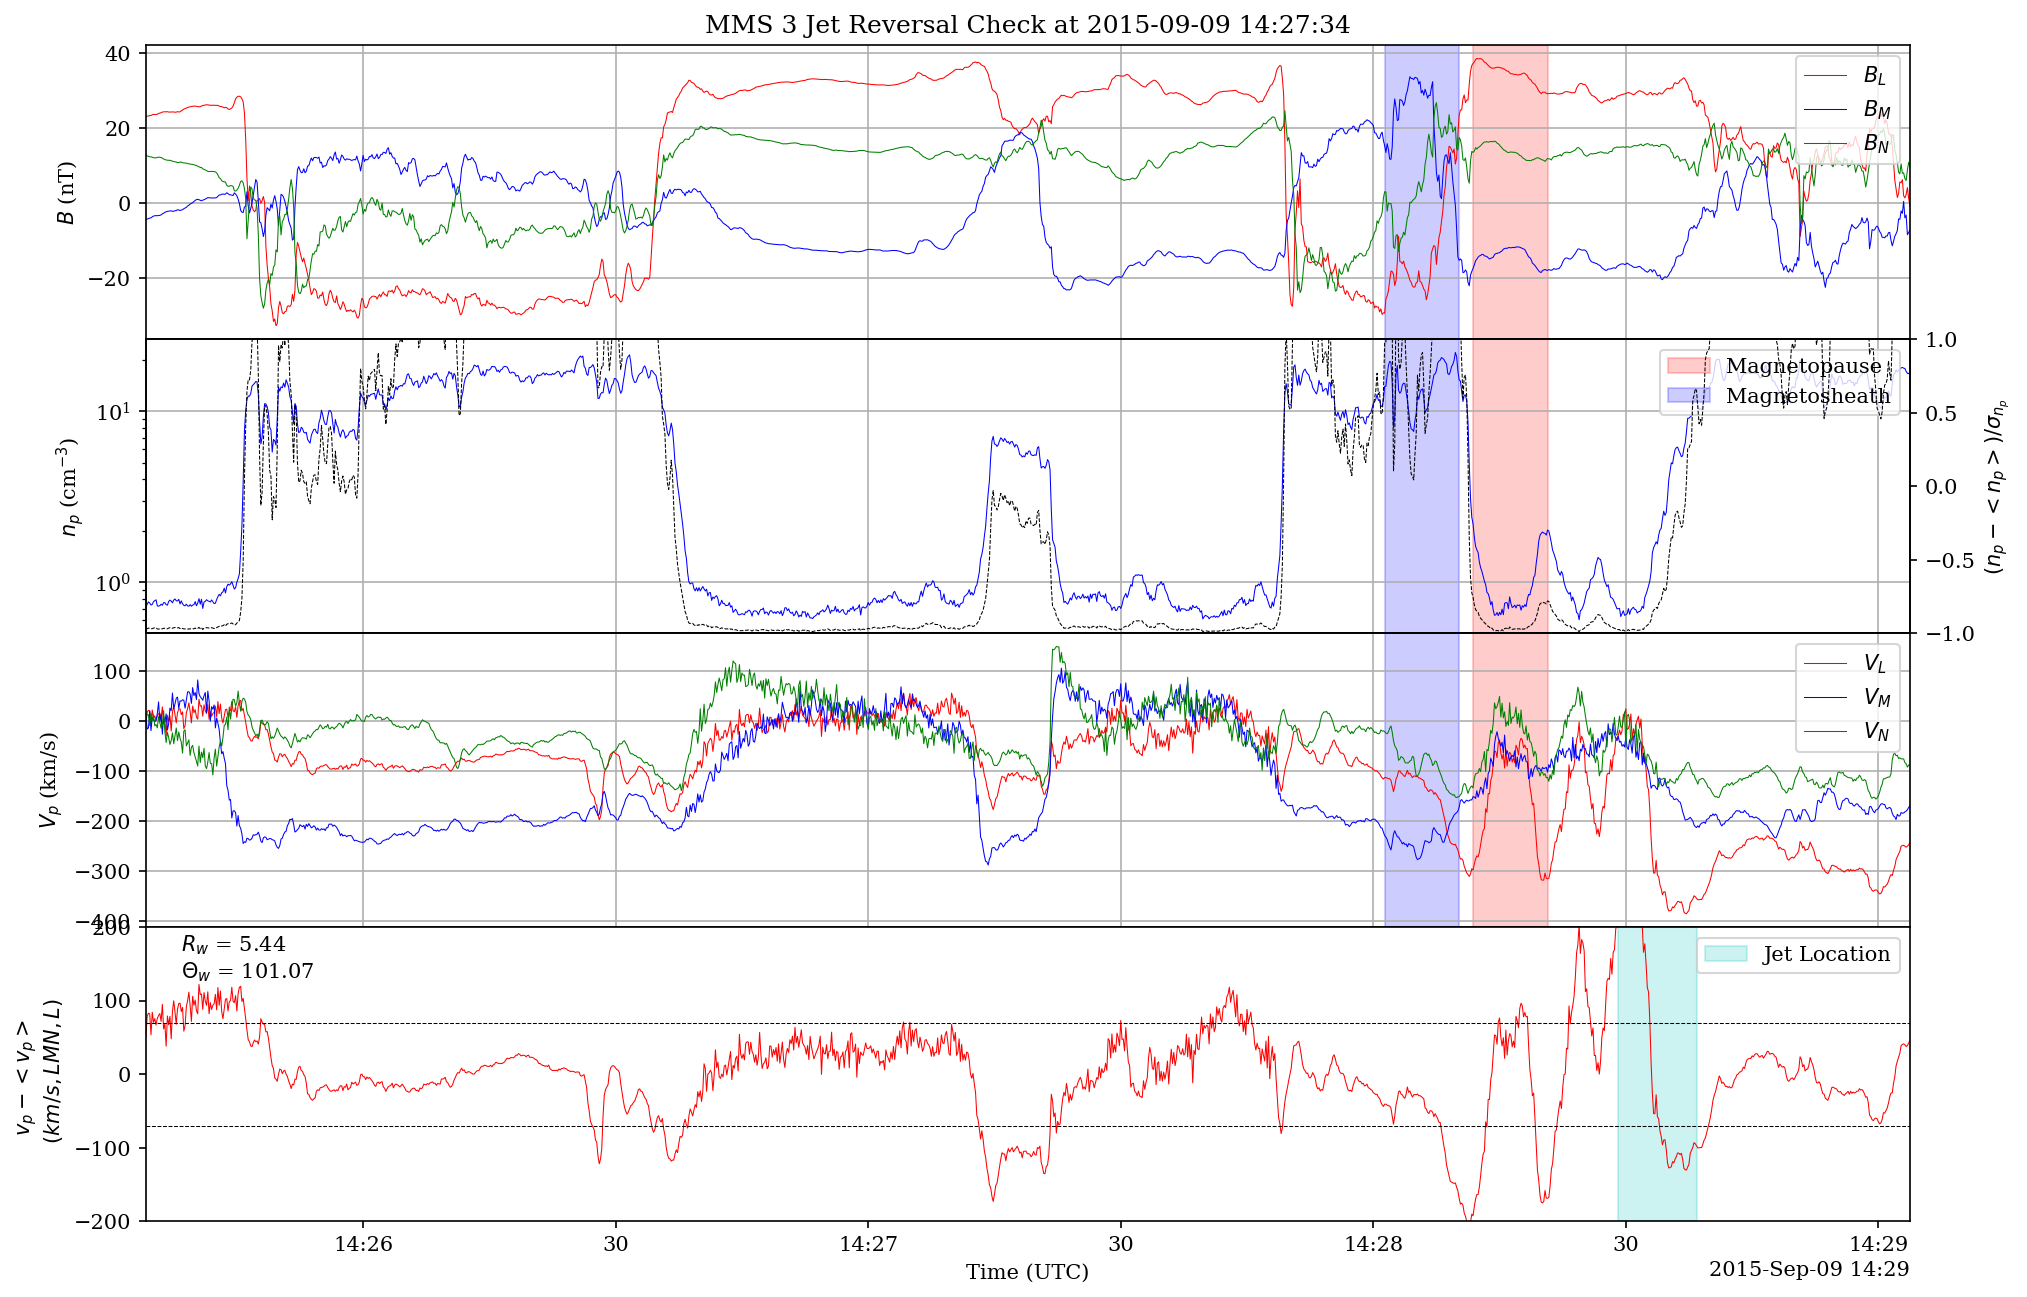 MMS 3 Jet Reversal Check at 2015-09-09 14:27:34
40
20
0
−20
B (nT)
B_L
B_M
B_N
10^1
10^0
n_p (cm^−3)
1.0
0.5
0.0
−0.5
−1.0
(n_p − < n_p >)/σ_{n_p}
Magnetopause
Magnetosheath
100
0
−100
−200
−300
−400
V_p (km/s)
V_L
V_M
V_N
200
100
0
−100
−200
v_p − < v_p >
(km/s, LMN, L)
R_w = 5.44
Θ_w = 101.07
Jet Location
14:26 30 14:27 30 14:28 30 14:29
Time (UTC)
2015-Sep-09 14:29